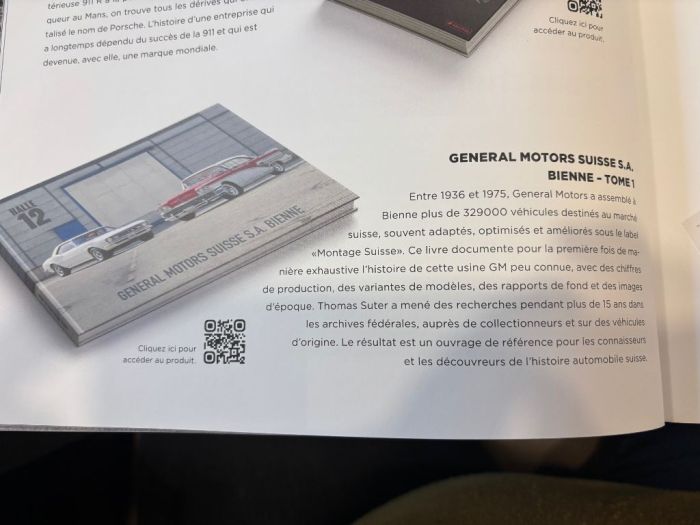 queur au Mans, on trouve tous les dérives
talisé le nom de Porsche. L'histoire d'une entreprise qui
a longtemps dépendu du succès de la 911 et qui est
devenue, avec elle, une marque mondiale.
Cliquez ici pour
accéder au produit.
HALLE
12
GENERAL MOTORS SUISSE S.A. BIENNE
Cliquez ici pour
accéder au produit.
GENERAL MOTORS SUISSE S.A.
BIENNE - TOME 1
Entre 1936 et 1975, General Motors a assemblé à
Bienne plus de 329000 véhicules destinés au marché
suisse, souvent adaptés, optimisés et améliorés sous le label
«Montage Suisse». Ce livre documente pour la première fois de ma-
nière exhaustive l'histoire de cette usine GM peu connue, avec des chiffres
de production, des variantes de modèles, des rapports de fond et des images
d'époque. Thomas Suter a mené des recherches pendant plus de 15 ans dans
les archives fédérales, auprès de collectionneurs et sur des véhicules
d'origine. Le résultat est un ouvrage de référence pour les connaisseurs
et les découvreurs de l'histoire automobile suisse.